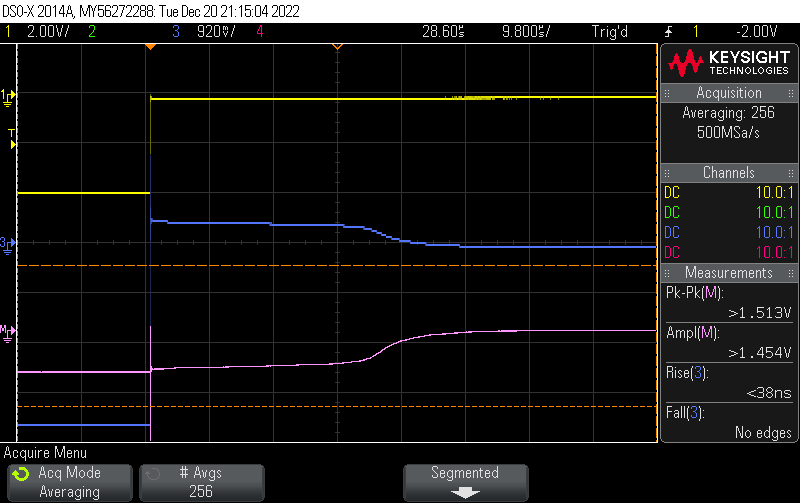 DSO-X 2014A, MY56272288: Tue Dec 20 21:15:04 2022
1 2.00V/ 2 3 920mV/ 4 28.60s 9.800s/ Trig'd 1 -2.00V
KEYSIGHT
TECHNOLOGIES
Acquisition
Averaging: 256
500MSa/s
Channels
DC 10.0:1
DC 10.0:1
DC 10.0:1
DC 10.0:1
Measurements
Pk-Pk(M):
>1.513V
Ampl(M):
>1.454V
Rise(3):
<38ns
Fall(3):
No edges
1
T
3
M
Acquire Menu
Acq Mode
Averaging
# Avgs
256
Segmented